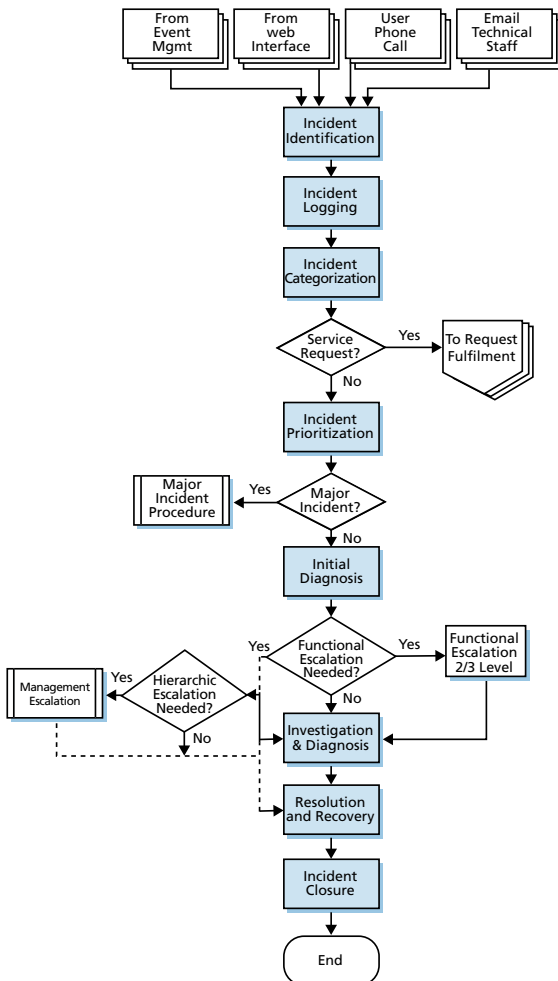 From
Event
Mgmt
From
web
Interface
User
Phone
Call
Email
Technical
Staff
Incident
Identification
Incident
Logging
Incident
Categorization
Service
Request?
Yes
To Request
Fulfilment
No
Incident
Prioritization
Major
Incident
Procedure
Yes
Major
Incident?
No
Initial
Diagnosis
Yes
Functional
Escalation
Needed?
Yes
Functional
Escalation
2/3 Level
Management
Escalation
Yes
Hierarchic
Escalation
Needed?
No
No
Investigation
& Diagnosis
Resolution
and Recovery
Incident
Closure
End